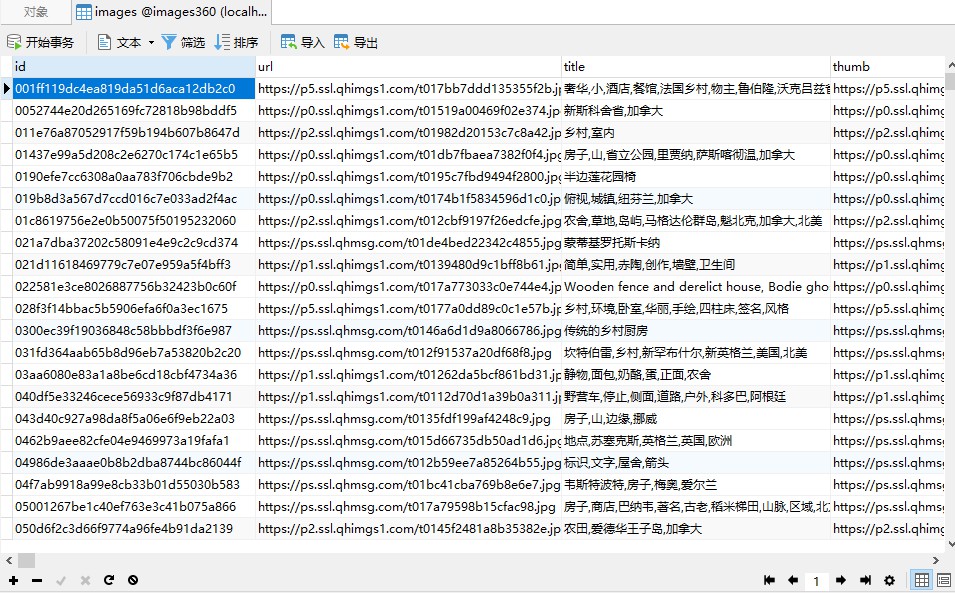 对象 images @images360 (localh...
开始事务 文本 筛选 排序 导入 导出
id url title thumb
001ff119dc4ea819da51d6aca12db2c0 https://p5.ssl.qhimgs1.com/t017bb7ddd135355f2b.j 奢华,小,酒店,餐馆,法国乡村,物主,鲁伯隆,沃克吕兹省 https://p5.ssl.qhimg
0052744e20d265169fc72818b98bddf5 https://p0.ssl.qhimgs1.com/t01519a00469f02e374.jp 新斯科舍省,加拿大 https://p0.ssl.qhimg
011e76a87052917f59b194b607b8647d https://p2.ssl.qhimgs1.com/t01982d20153c7c8a42.jp 乡村,室内 https://p2.ssl.qhimg
01437e99a5d208c2e6270c174c1e65b5 https://p0.ssl.qhimgs1.com/t01db7fbaea7382f0f4.jpg 房子,山,省立公园,里贾纳,萨斯喀彻温,加拿大 https://p0.ssl.qhimg
0190efe7cc6308a0aa783f706cbde9b2 https://p0.ssl.qhimgs1.com/t0195c7fbd9494f2800.jpg 半边莲花园椅 https://p0.ssl.qhimg
019b8d3a567d7ccd016c7e033ad2f4ac https://p0.ssl.qhimgs1.com/t0174b1f5834596d1c0.jp 俯视,城镇,纽芬兰,加拿大 https://p0.ssl.qhimg
01c8619756e2e0b50075f50195232060 https://p2.ssl.qhimgs1.com/t012cbf9197f26edcfe.jpg 农舍,草地,岛屿,马格达伦群岛,魁北克,加拿大,北美 https://p2.ssl.qhimg
021a7dba37202c58091e4e9c2c9cd374 https://ps.ssl.qhmsg.com/t01de4bed22342c4855.jpg 蒙蒂基罗托斯卡纳 https://ps.ssl.qhmsg
021d11618469779c7e07e959a5f4bff3 https://p1.ssl.qhimgs1.com/t0139480d9c1bff8b61.jp 简单,实用,赤陶,创作,墙壁,卫生间 https://p1.ssl.qhimg
022581e3ce8026887756b32423b0c60f https://p5.ssl.qhimgs1.com/t017a773033c0e744e4.j Wooden fence and derelict house, Bodie gho https://p5.ssl.qhimg
028f3f14bbac5b5906efa6f0a3ec1675 https://p5.ssl.qhimgs1.com/t0177a0dd89c0c1e57b.j 乡村,环境,卧室,华丽,手绘,四柱床,签名,风格 https://p5.ssl.qhimg
0300ec39f19036848c58bbbdf3f6e987 https://ps.ssl.qhmsg.com/t0146a6d1d9a8066786.jpg 传统的乡村厨房 https://ps.ssl.qhmsg
031fd364aab65b8d96eb7a53820b2c20 https://ps.ssl.qhmsg.com/t012f91537a20df68f8.jpg 坎特伯雷,乡村,新罕布什尔,新英格兰,美国,北美 https://ps.ssl.qhmsg
03aa6080e83a1a8be6cd18cbf4734a36 https://p1.ssl.qhimgs1.com/t01262da5bcf861bd31.jp 静物,面包,奶酪,蛋,正面,农舍 https://p1.ssl.qhimg
040df5e33246cece56933c9f87db4171 https://p1.ssl.qhimgs1.com/t0112d70d1a39b0a311.jp 野营车,停止,侧面,道路,户外,科多巴,阿根廷 https://p1.ssl.qhimg
043d40c927a98da8f5a06e6f9eb22a03 https://ps.ssl.qhmsg.com/t0135fdf199af4248c9.jpg 房子,山,边缘,挪威 https://ps.ssl.qhmsg
0462b9aee82cfe04e9469973a19fafa1 https://ps.ssl.qhmsg.com/t015d66735db50ad1d6.jpg 地点,苏塞克斯,英格兰,英国,欧洲 https://ps.ssl.qhmsg
04986de3aaae0b8b2dba8744bc86044f https://ps.ssl.qhmsg.com/t012b59ee7a85264b55.jpg 标识,文字,屋舍,箭头 https://ps.ssl.qhmsg
04f7ab9918a99e8cb33b01d55030b583 https://ps.ssl.qhmsg.com/t01bc41cba769b8e6e7.jpg 韦斯特波特,房子,梅奥,爱尔兰 https://ps.ssl.qhmsg
05001267be1c40ef763e3c41b075a866 https://ps.ssl.qhmsg.com/t017a79598b15cfac98.jpg 房子,商店,巴纳韦,著名,古老,稻米梯田,山脉,区域,北 https://ps.ssl.qhmsg
050d6f2c3d66f9774a96fe4b91da2139 https://p2.ssl.qhimgs1.com/t0145f2481a8b35382e.jp 农田,爱德华王子岛,加拿大 https://p2.ssl.qhimg
1